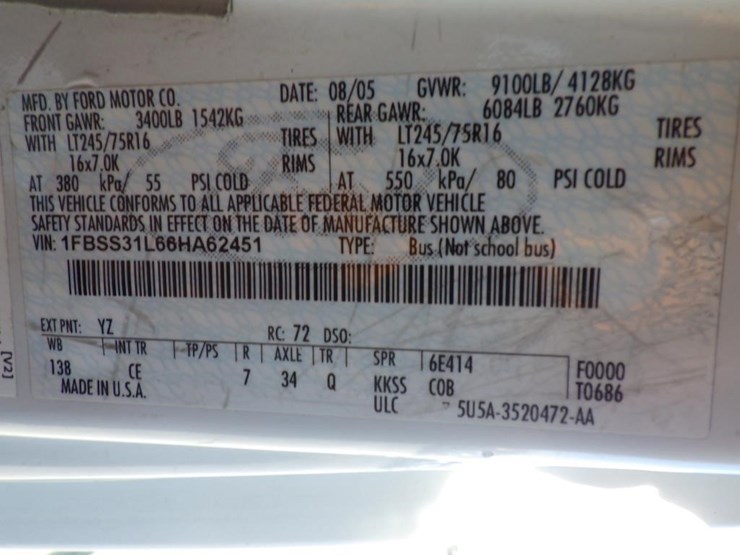 MFD. BY FORD MOTOR CO. DATE: 08/05 GVWR: 9100LB/ 4128KG
FRONT GAWR: 3400LB 1542KG REAR GAWR: 6084LB 2760KG
WITH LT245/75R16 TIRES WITH LT245/75R16 TIRES
16x7.0K RIMS 16x7.0K RIMS
AT 380 kPa/ 55 PSI COLD AT 550 kPa/ 80 PSI COLD
THIS VEHICLE CONFORMS TO ALL APPLICABLE FEDERAL MOTOR VEHICLE
SAFETY STANDARDS IN EFFECT ON THE DATE OF MANUFACTURE SHOWN ABOVE.
VIN: 1FBSS31L66HA62451 TYPE: Bus (Not school bus)
EXT PNT: YZ RC: 72 DSO:
WB INT TR TP/PS R AXLE TR SPR 6E414 F0000
138 CE 7 34 Q KKSS COB T0686
MADE IN U.S.A. ULC 5U5A-3520472-AA
[V2]